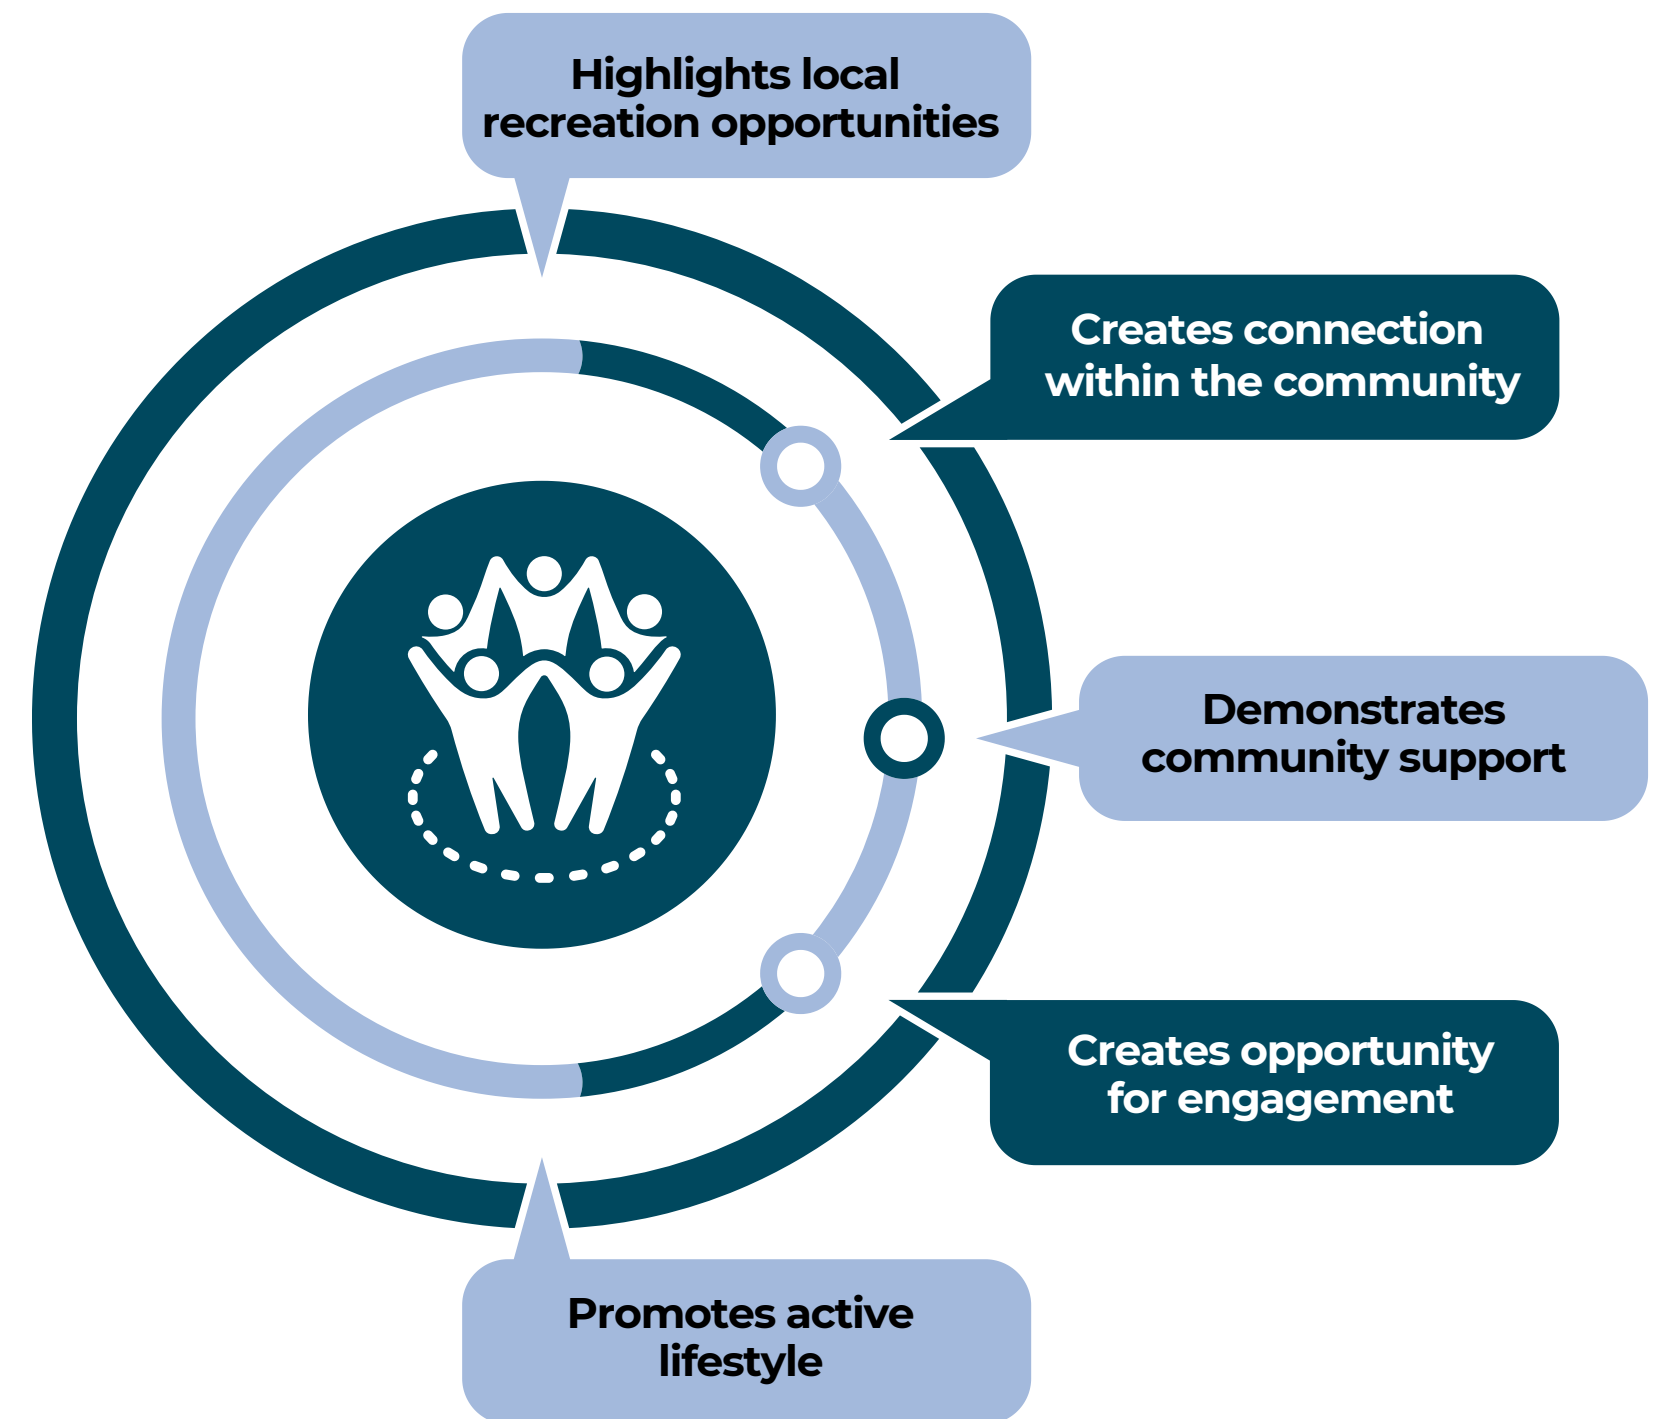 Highlights local
recreation opportunities
Creates connection
within the community
Demonstrates
community support
Creates opportunity
for engagement
Promotes active
lifestyle